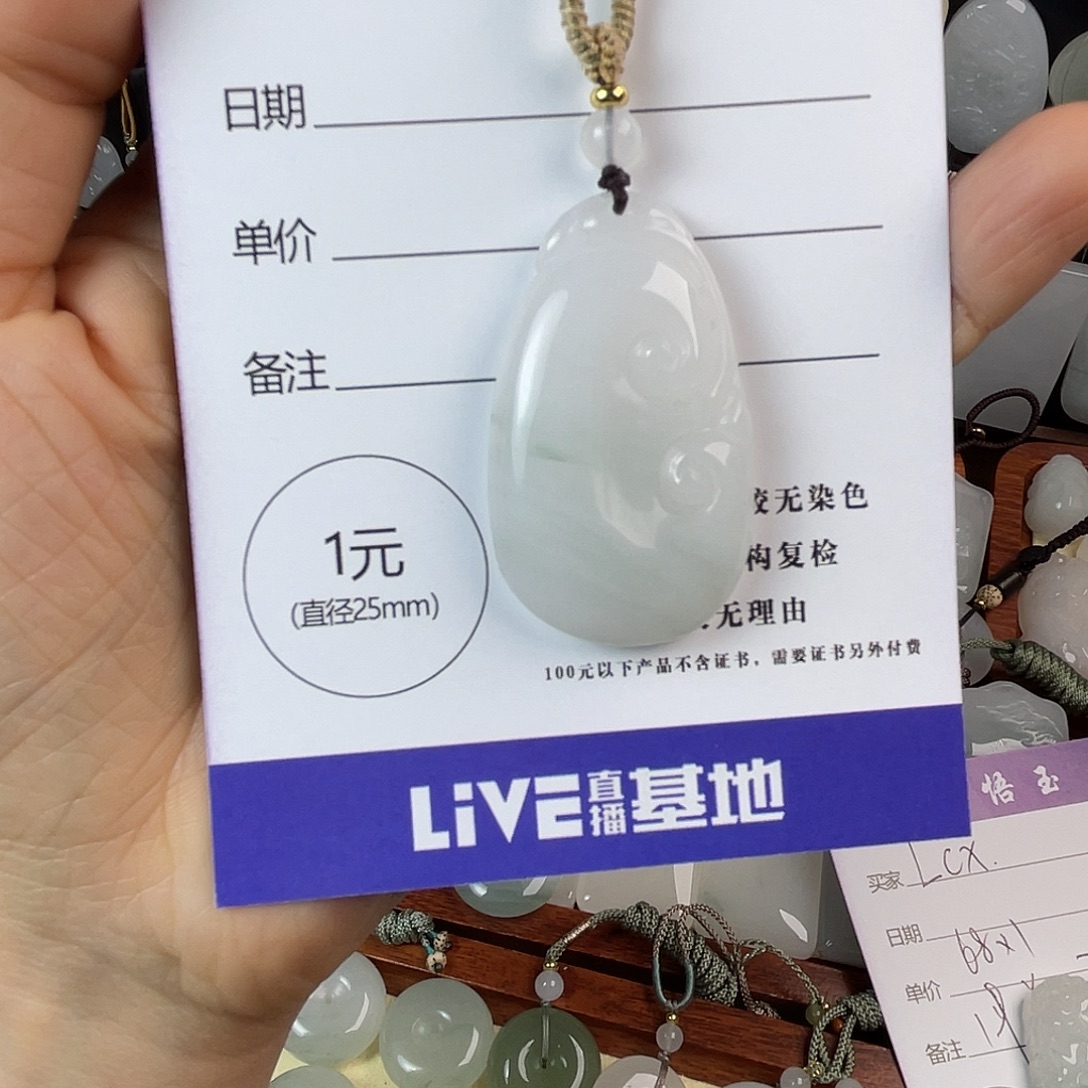 日期
单价
备注
1元
(直径25mm)
无染色
构复检
无理由
100元以下产品不含证书，需要证书另外付费
LiVE直播基地
悟玉
买家 Lcx.
日期 68x1
单价
备注